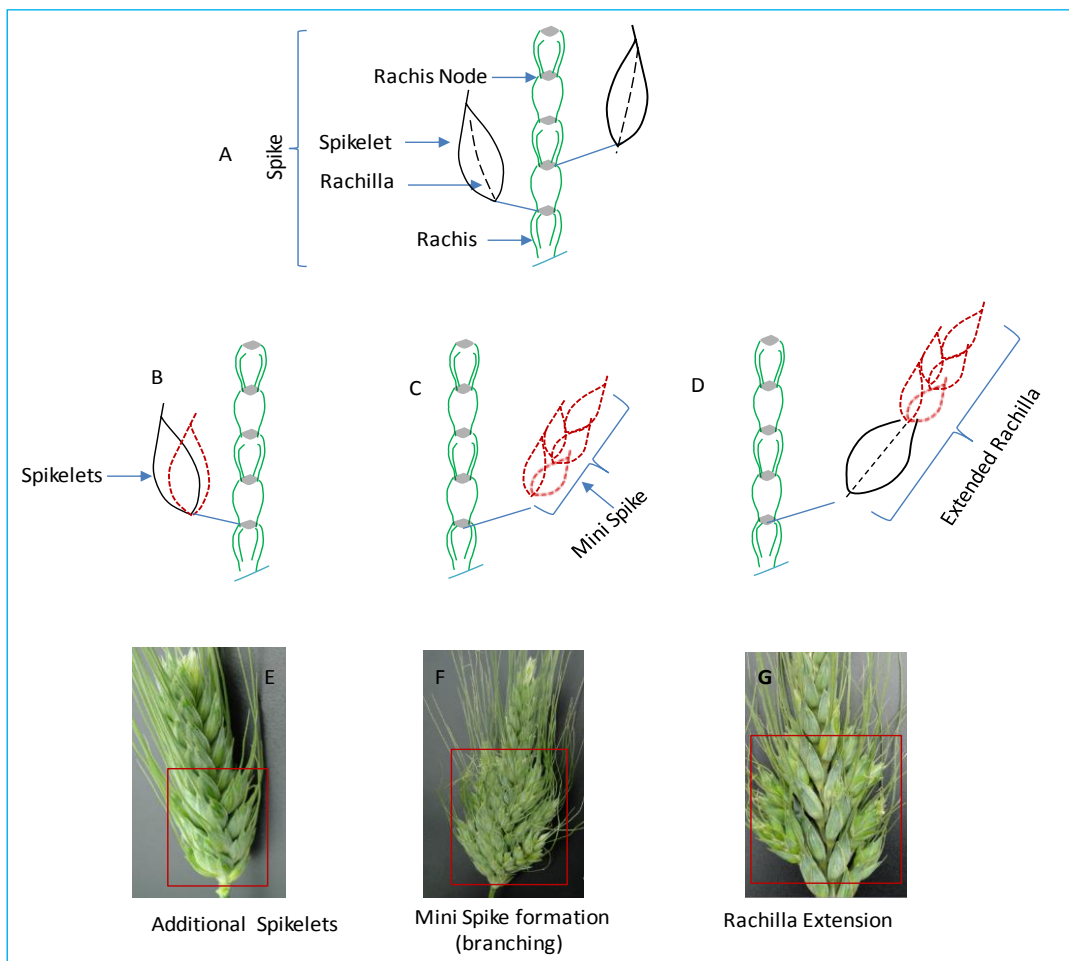 A
Spike
Rachis Node
Spikelet
Rachilla
Rachis
B
Spikelets
C
Mini Spike
D
Extended Rachilla
E
F
G
Additional Spikelets
Mini Spike formation
(branching)
Rachilla Extension